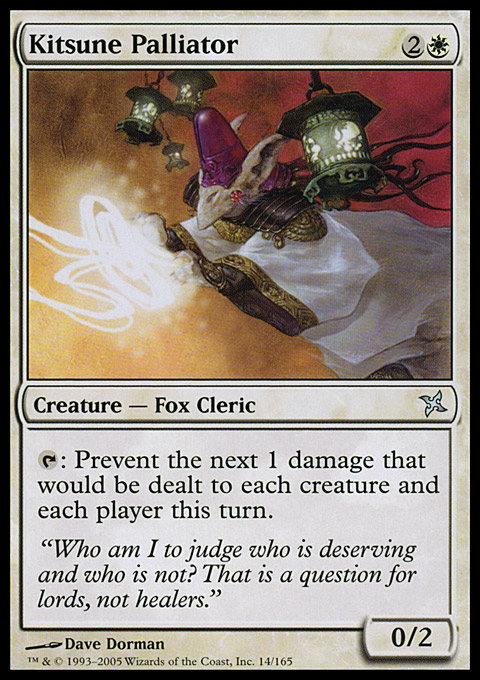 Kitsune Palliator 2
Creature — Fox Cleric
: Prevent the next 1 damage that
would be dealt to each creature and
each player this turn.
“Who am I to judge who is deserving
and who is not? That is a question for
lords, not healers.”
Dave Dorman
0/2
™ & © 1993–2005 Wizards of the Coast, Inc. 14/165